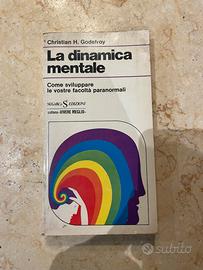 Christian H. Godefroy
La dinamica
mentale
Come sviluppare
le vostre facoltà paranormali
SUGARCO EDIZIONI
collana «VIVERE MEGLIO»
subito